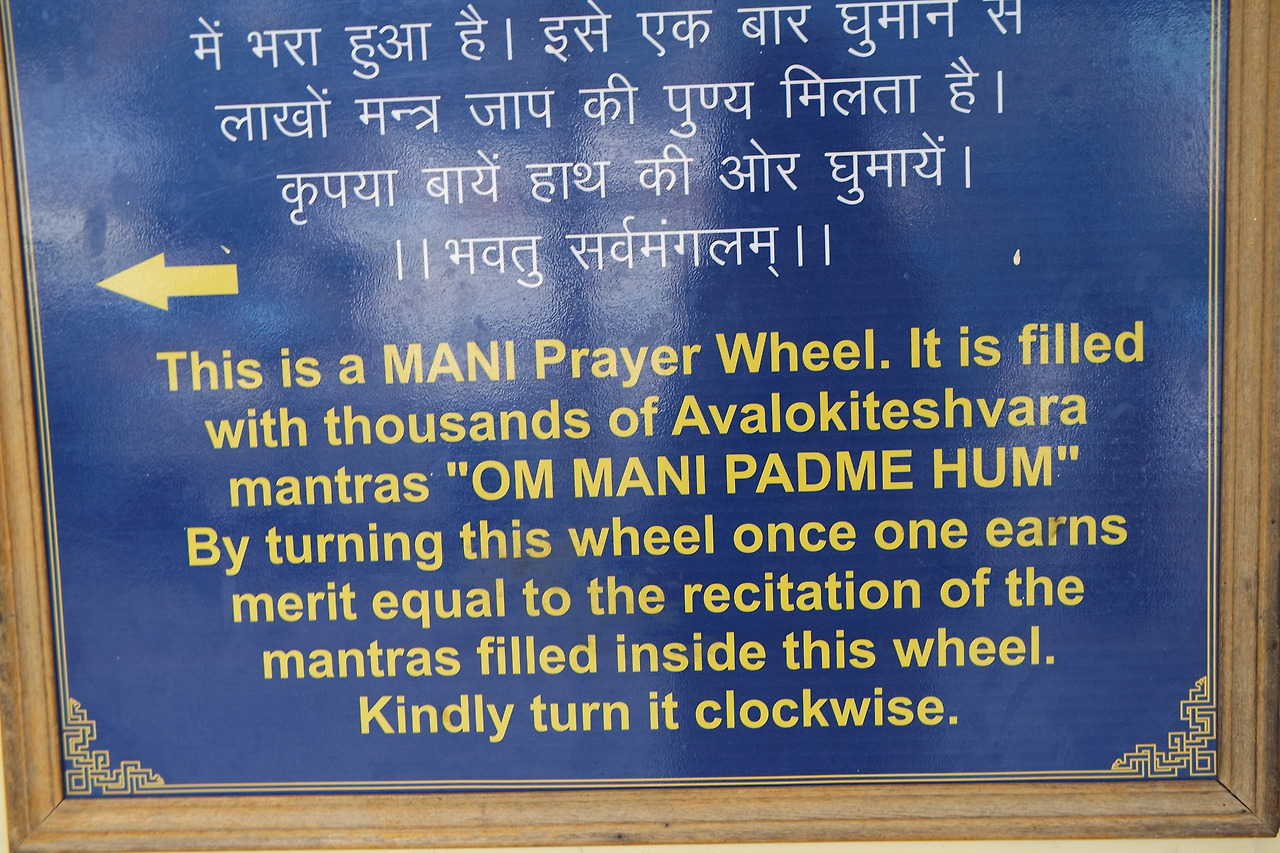 में भरा हुआ है। इसे एक बार घुमाने से
लाखों मन्त्र जाप की पुण्य मिलता है।
कृपया बायें हाथ की ओर घुमायें।
।।भवतु सर्वमंगलम्।।
This is a MANI Prayer Wheel. It is filled
with thousands of Avalokiteshvara
mantras "OM MANI PADME HUM"
By turning this wheel once one earns
merit equal to the recitation of the
mantras filled inside this wheel.
Kindly turn it clockwise.